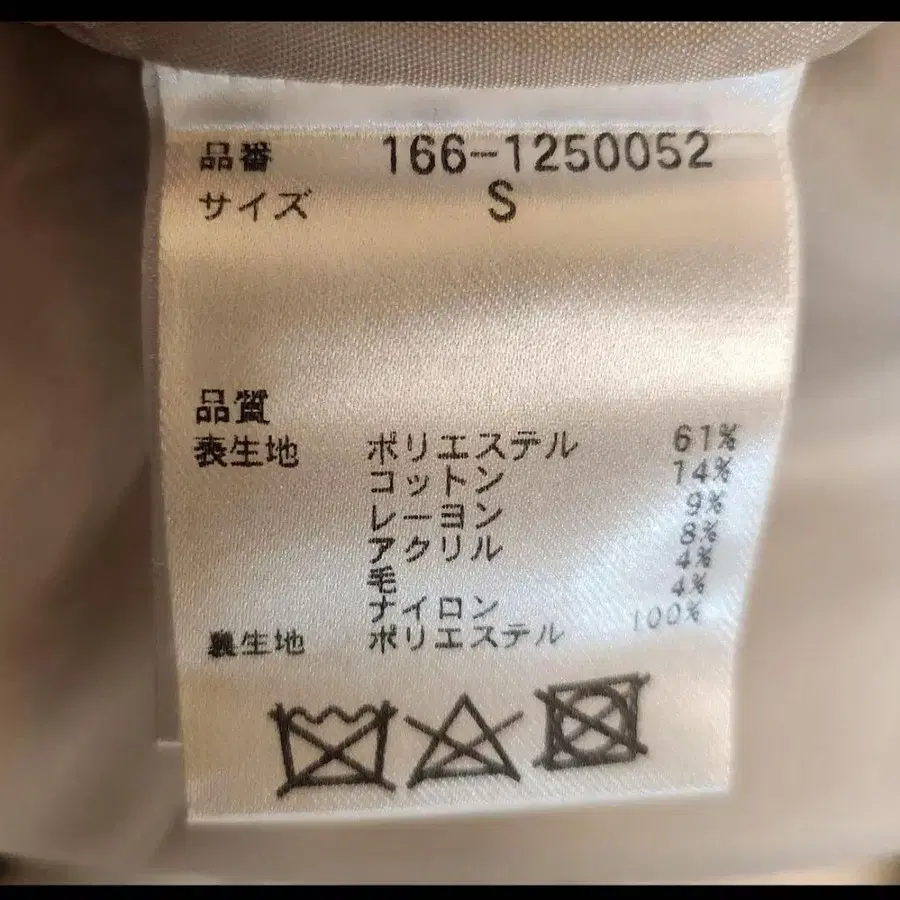 品番 166-1250052
サイズ S
品質
表生地 ポリエステル 61%
コットン 14%
レーヨン 9%
アクリル 8%
毛 4%
ナイロン 4%
裏生地 ポリエステル 100%